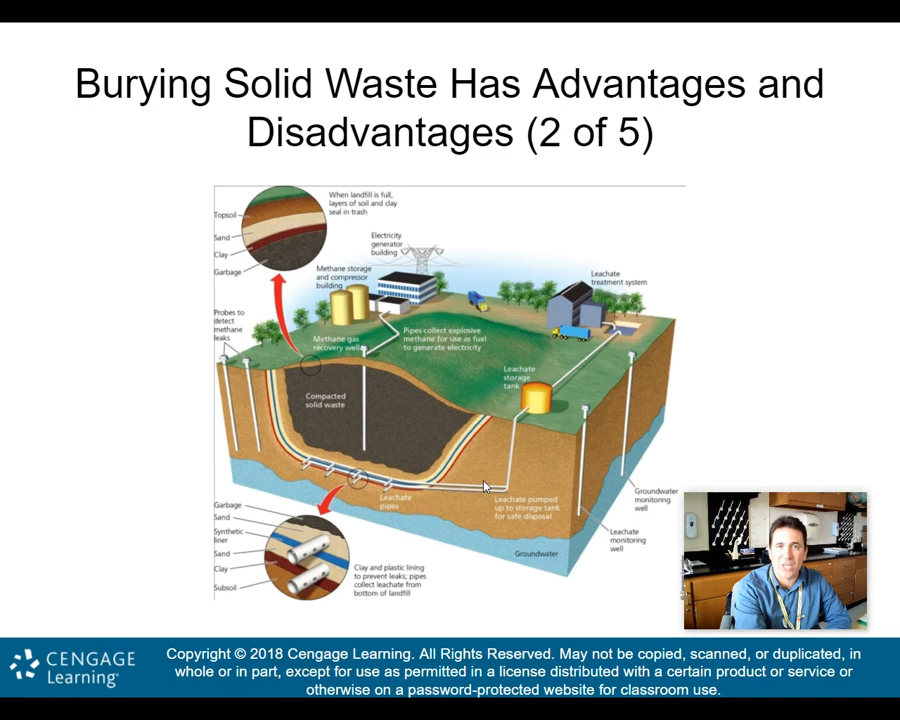 Burying Solid Waste Has Advantages and
Disadvantages (2 of 5)
When landfill is full,
layers of soil and clay
seal in trash
Topsoil
Sand
Clay
Garbage
Electricity
generator
building
Methane storage
and compressor
building
Leachate
treatment system
Probes to
detect
methane
leaks
Methane gas
recovery well
Pipes collect explosive
methane for use as fuel
to generate electricity
Leachate
storage
tank
Compacted
solid waste
Leachate
pipes
Leachate pumped
up to storage tank
for safe disposal
Groundwater
monitoring
well
Leachate
monitoring
well
Groundwater
Garbage
Sand
Synthetic
liner
Sand
Clay
Subsoil
Clay and plastic lining
to prevent leaks; pipes
collect leachate from
bottom of landfill
CENGAGE
Learning
Copyright © 2018 Cengage Learning. All Rights Reserved. May not be copied, scanned, or duplicated, in
whole or in part, except for use as permitted in a license distributed with a certain product or service or
otherwise on a password-protected website for classroom use.